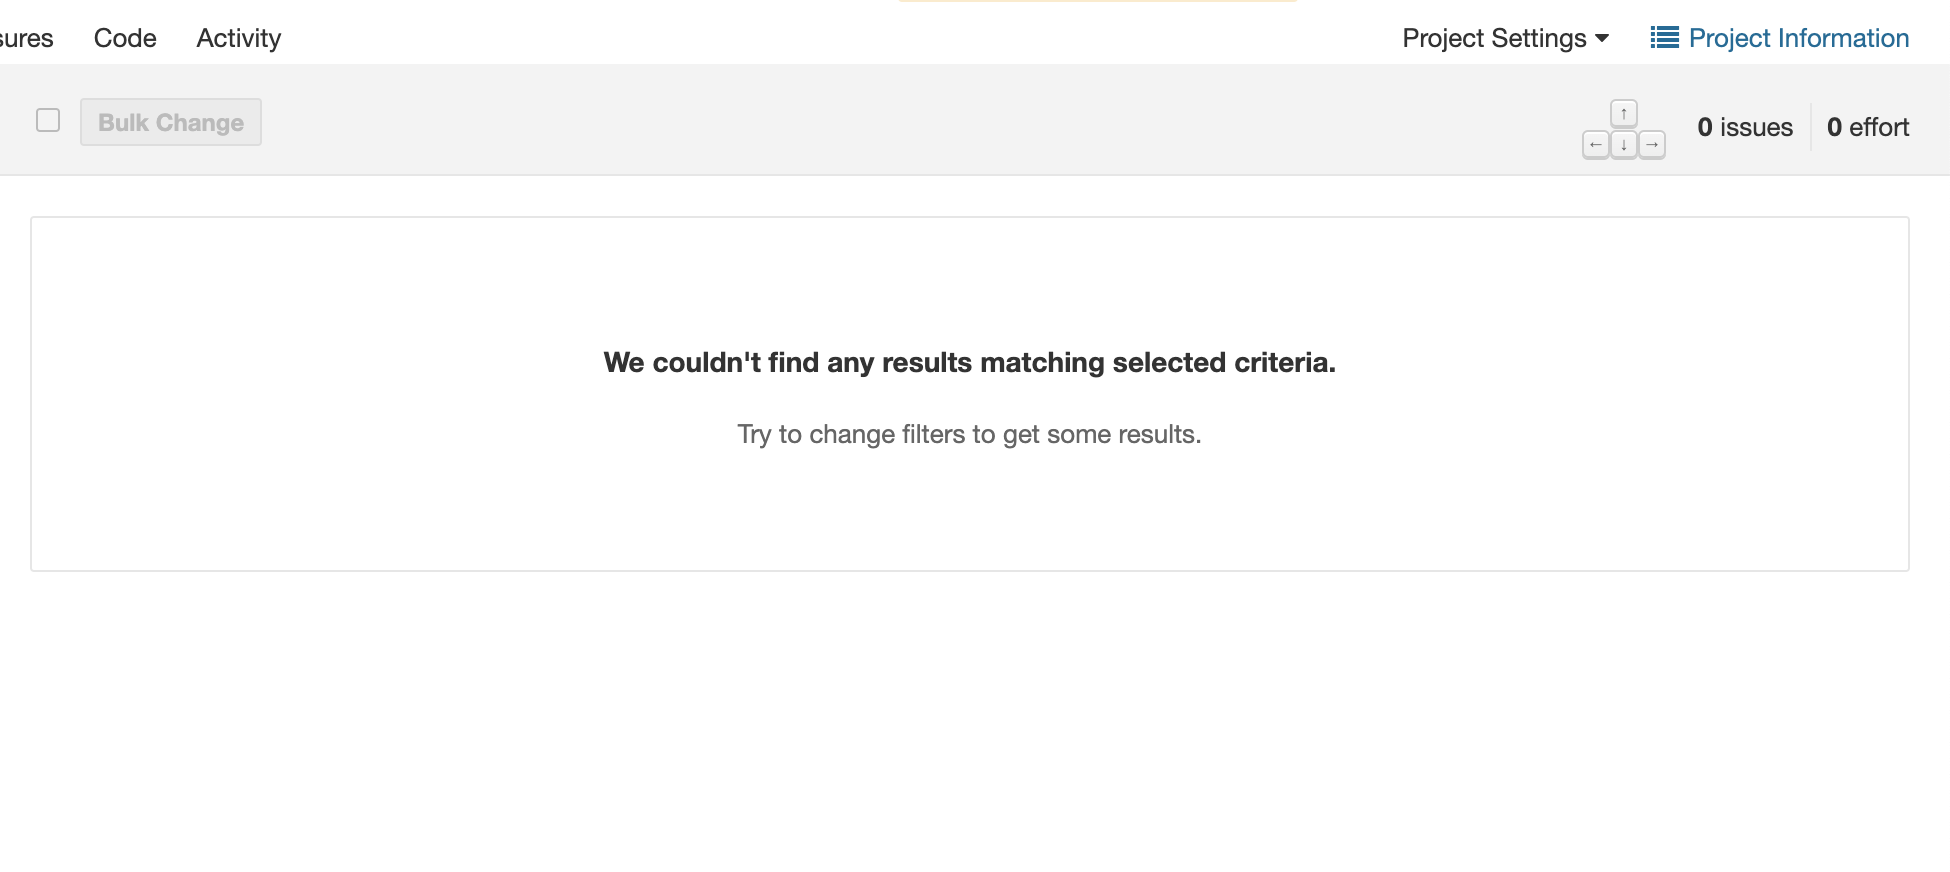 Code Activity Project Settings Project Information
Bulk Change
↑
← ↓ →
0 issues 0 effort
We couldn't find any results matching selected criteria.
Try to change filters to get some results.